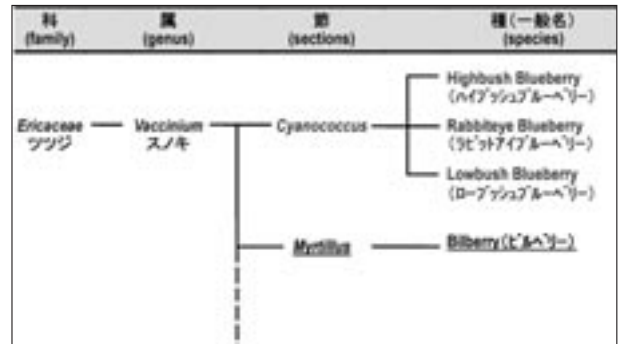 科 属 節 種(一般名)
(family) (genus) (sections) (species)
Highbush Blueberry
(ハイブッシュブルーベリー)
Ericaceae Vaccinium Cyanococcus Rabbiteye Blueberry
ツツジ スノキ (ラビットアイブルーベリー)
Lowbush Blueberry
(ローブッシュブルーベリー)
Myrtillus Bilberry(ビルベリー)